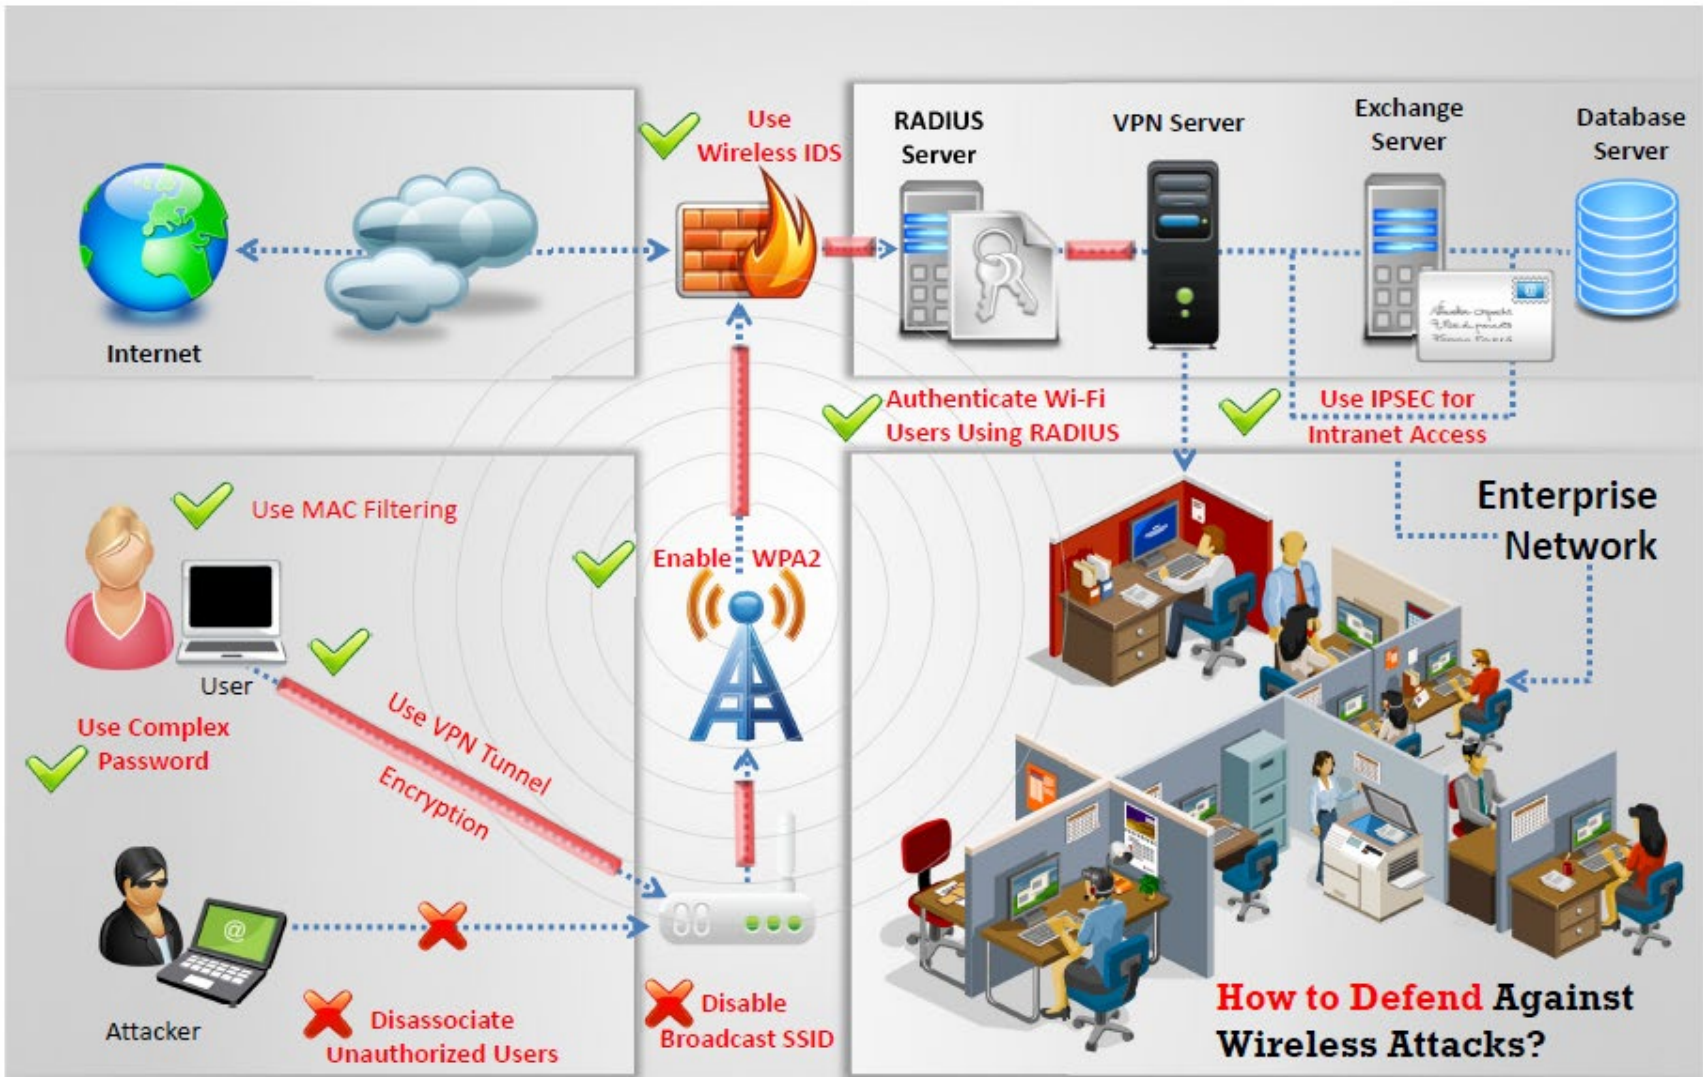 Use
Wireless IDS
RADIUS
Server
VPN Server
Exchange
Server
Database
Server
Internet
Authenticate Wi-Fi
Users Using RADIUS
Use IPSEC for
Intranet Access
Use MAC Filtering
Enable WPA2
Enterprise
Network
User
Use VPN Tunnel
Encryption
Use Complex
Password
@
Attacker
Disassociate
Unauthorized Users
Disable
Broadcast SSID
How to Defend Against
Wireless Attacks?